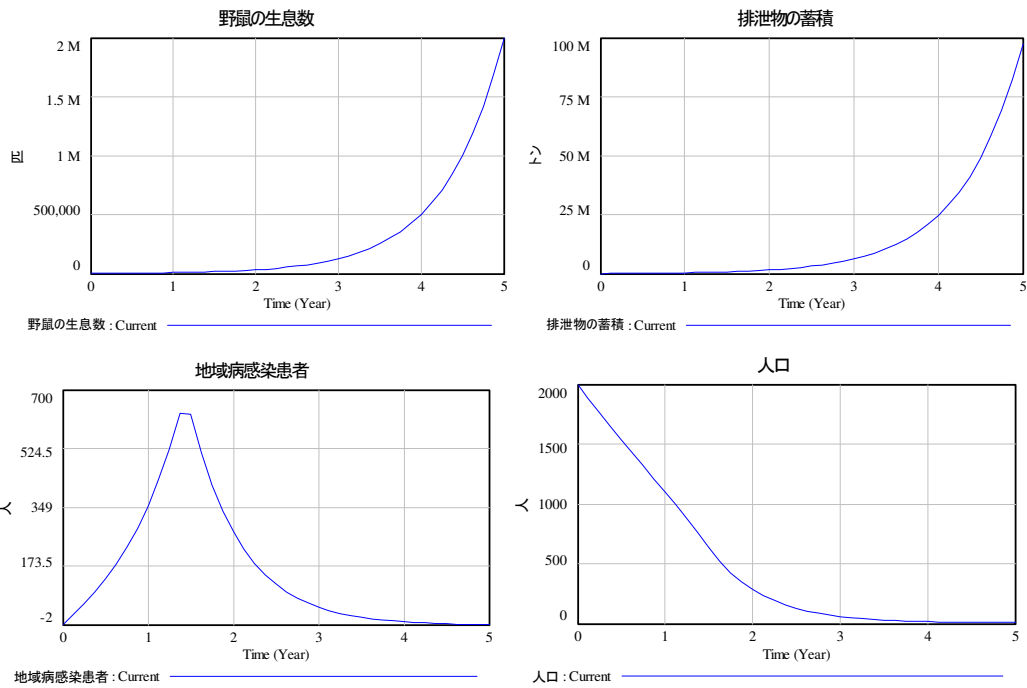 野鼠の生息数
2 M
1.5 M
1 M
500,000
0
匹
0 1 2 3 4 5
Time (Year)
野鼠の生息数 : Current
排泄物の蓄積
100 M
75 M
50 M
25 M
0
トン
0 1 2 3 4 5
Time (Year)
排泄物の蓄積 : Current
地域病感染患者
700
524.5
349
173.5
-2
人
0 1 2 3 4 5
Time (Year)
地域病感染患者 : Current
人口
2000
1500
1000
500
0
人
0 1 2 3 4 5
Time (Year)
人口 : Current